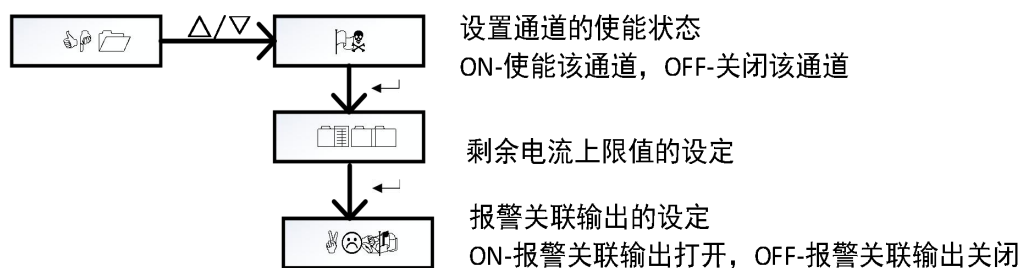 △/▽
设置通道的使能状态
ON-使能该通道，OFF-关闭该通道
剩余电流上限值的设定
报警关联输出的设定
ON-报警关联输出打开，OFF-报警关联输出关闭